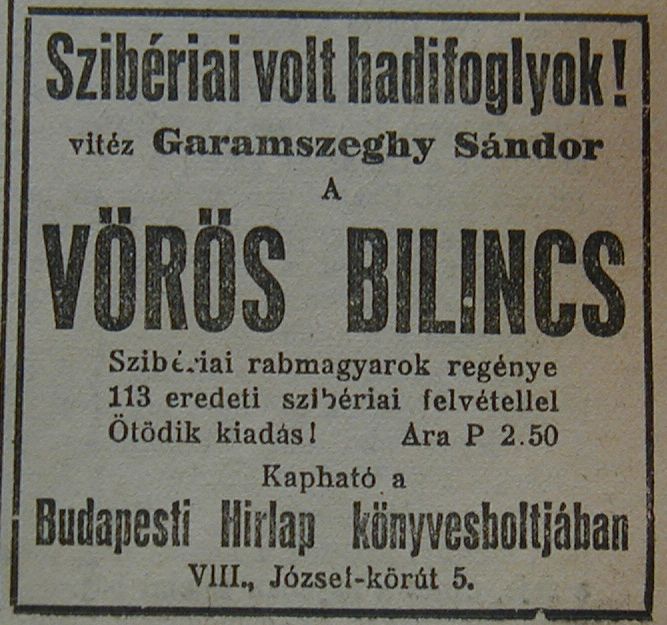 Szibériai volt hadifoglyok!
vitéz Garamszeghy Sándor
A
VÖRÖS BILINCS
Szibériai rabmagyarok regénye
113 eredeti szibériai felvétellel
Ötödik kiadás! Ára P 2.50
Kapható a
Budapesti Hirlap könyvesboltjában
VIII., József-körút 5.